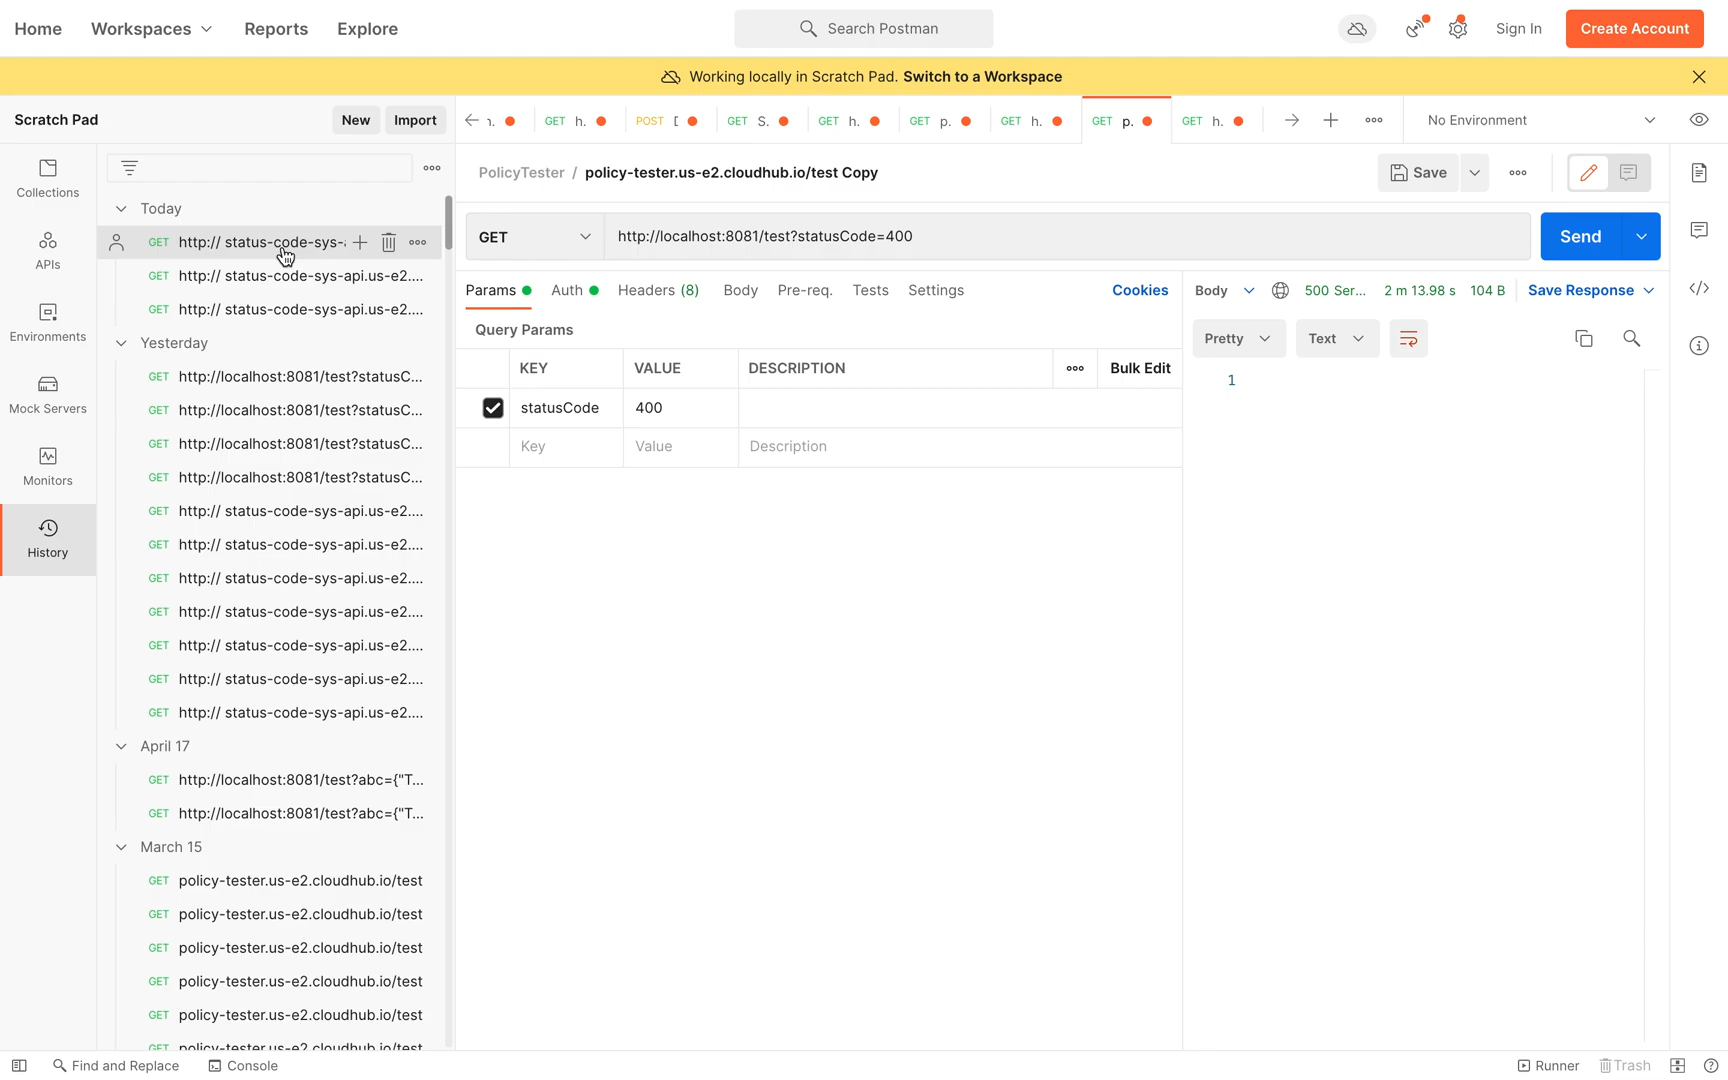 Home Workspaces Reports Explore Search Postman Sign In Create Account
Working locally in Scratch Pad. Switch to a Workspace
Scratch Pad New Import
GET h. POST GET S. GET h. GET p. GET h. GET p. GET h. No Environment
PolicyTester / policy-tester.us-e2.cloudhub.io/test Copy Save
GET http://localhost:8081/test?statusCode=400 Send
Params Auth Headers (8) Body Pre-req. Tests Settings Cookies
Body 500 Ser... 2 m 13.98 s 104 B Save Response
Query Params
Pretty Text
KEY VALUE DESCRIPTION Bulk Edit
1
statusCode 400
Key Value Description
Collections
APIs
Environments
Mock Servers
Monitors
History
Today
GET http:// status-code-sys-
GET http:// status-code-sys-api.us-e2....
GET http:// status-code-sys-api.us-e2....
Yesterday
GET http://localhost:8081/test?statusC...
GET http://localhost:8081/test?statusC...
GET http://localhost:8081/test?statusC...
GET http://localhost:8081/test?statusC...
GET http:// status-code-sys-api.us-e2....
GET http:// status-code-sys-api.us-e2....
GET http:// status-code-sys-api.us-e2....
GET http:// status-code-sys-api.us-e2....
GET http:// status-code-sys-api.us-e2....
GET http:// status-code-sys-api.us-e2....
GET http:// status-code-sys-api.us-e2....
April 17
GET http://localhost:8081/test?abc={"T...
GET http://localhost:8081/test?abc={"T...
March 15
GET policy-tester.us-e2.cloudhub.io/test
GET policy-tester.us-e2.cloudhub.io/test
GET policy-tester.us-e2.cloudhub.io/test
GET policy-tester.us-e2.cloudhub.io/test
GET policy-tester.us-e2.cloudhub.io/test
GET policy-tester.us-e2.cloudhub.io/test
Find and Replace Console Runner Trash